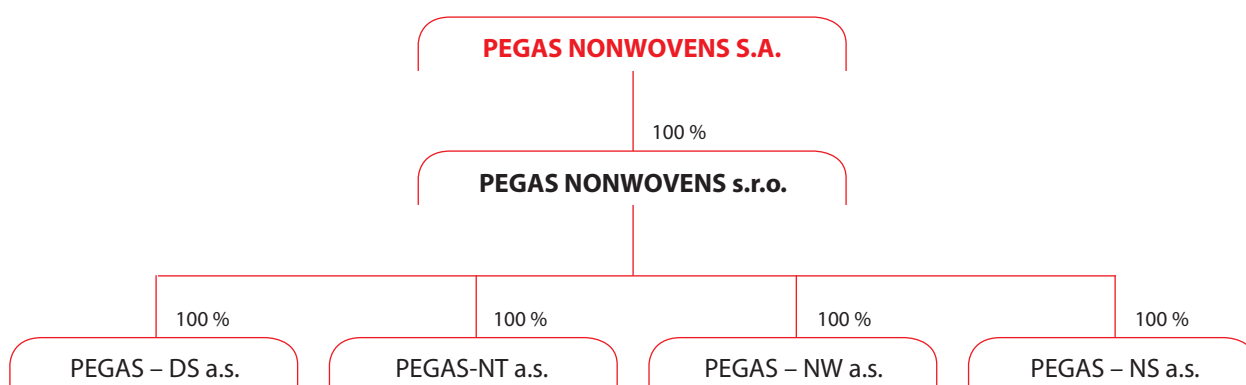 PEGAS NONWOVENS S.A.
100 %
PEGAS NONWOVENS s.r.o.
100 %
100 %
100 %
100 %
PEGAS – DS a.s.
PEGAS-NT a.s.
PEGAS – NW a.s.
PEGAS – NS a.s.